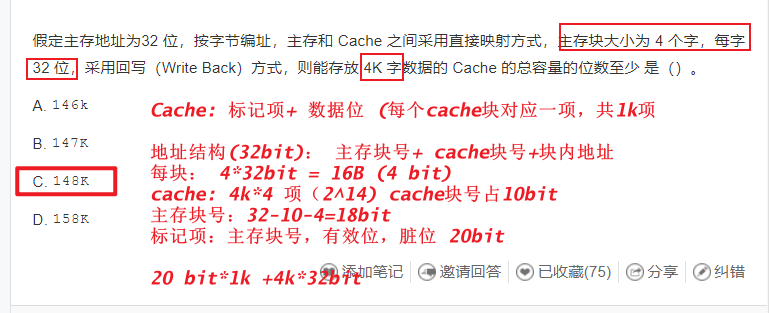 假定主存地址为32 位，按字节编址，主存和 Cache 之间采用直接映射方式，主存块大小为 4 个字，每字
32 位，采用回写（Write Back）方式，则能存放 4K 字数据的 Cache 的总容量的位数至少 是（）。
A. 146k
B. 147K
C. 148K
D. 158K
Cache: 标记项+ 数据位 (每个cache块对应一项，共1k项
地址结构(32bit)： 主存块号+ cache块号+块内地址
每块： 4*32bit = 16B (4 bit)
cache: 4k*4 项（2^14) cache块号占10bit
主存块号：32-10-4=18bit
标记项：主存块号，有效位，脏位 20bit
20 bit*1k +4k*32bit
添加笔记 邀请回答 已收藏(75) 分享 纠错